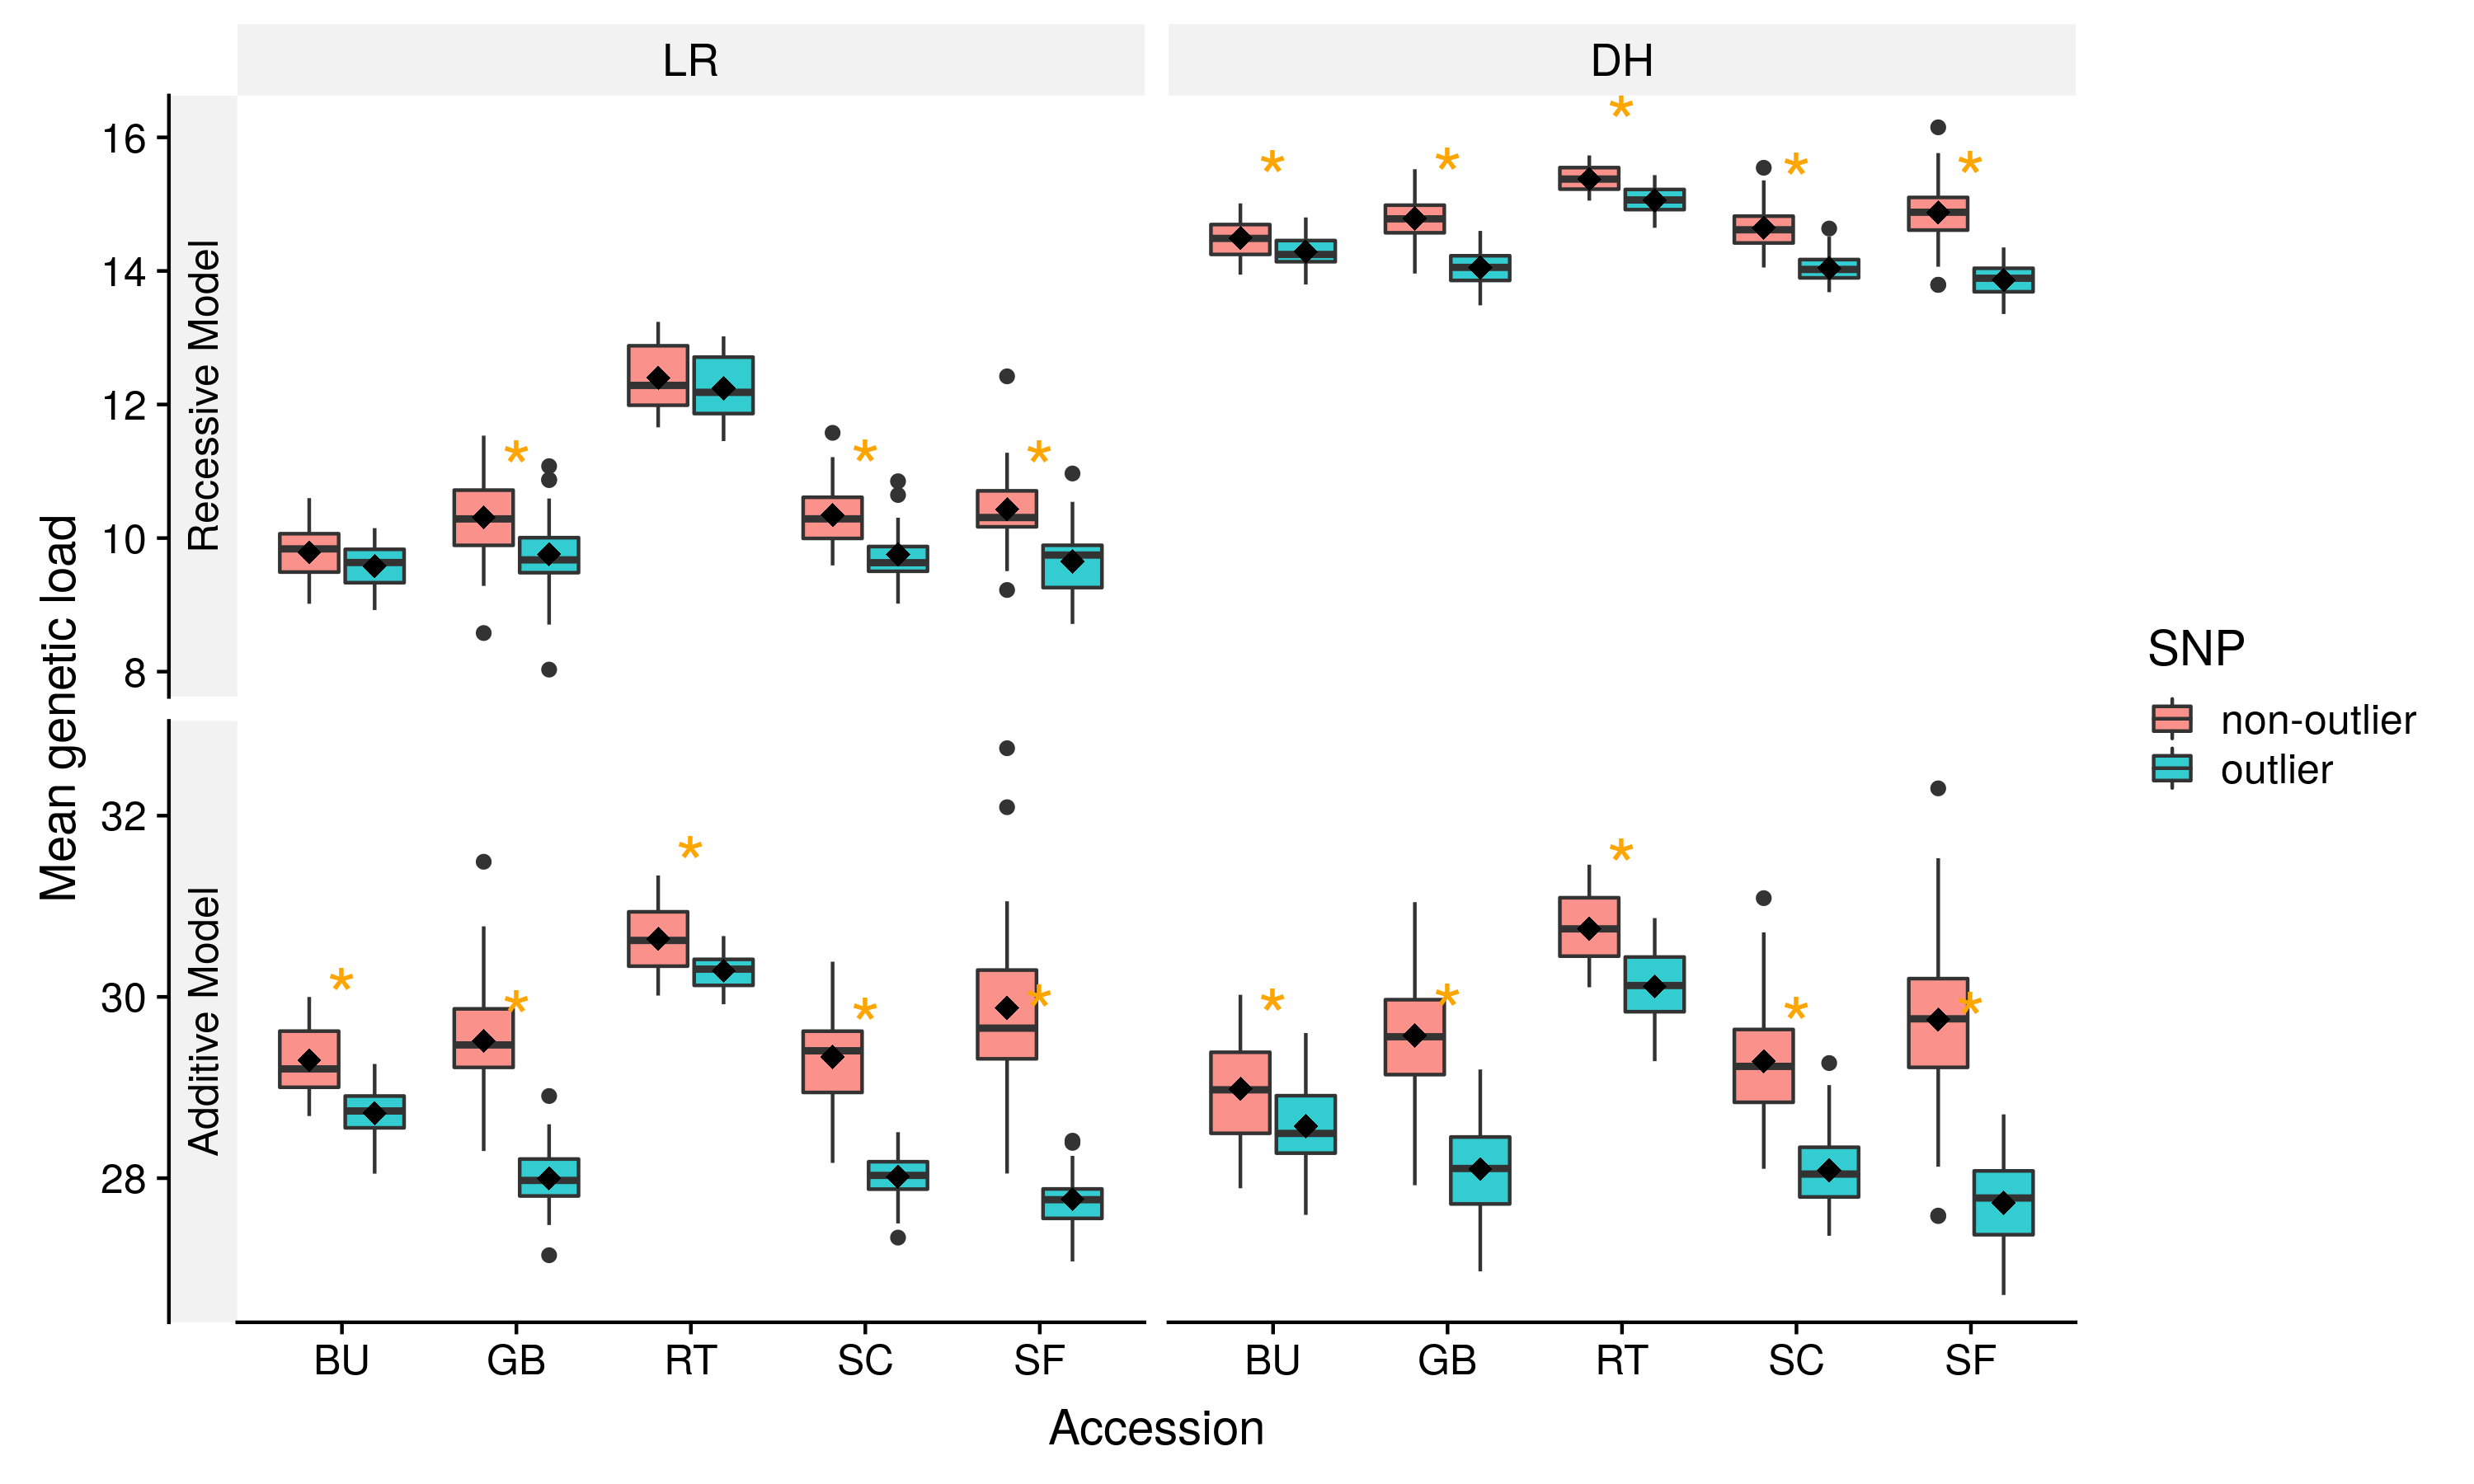 LR
DH
Mean genetic load
Recessive Model
16
14
12
10
8
*
*
*
*
*
*
*
*
Additive Model
32
30
28
*
*
*
*
*
*
*
*
*
*
BU
GB
RT
SC
SF
BU
GB
RT
SC
SF
Accession
SNP
non-outlier
outlier